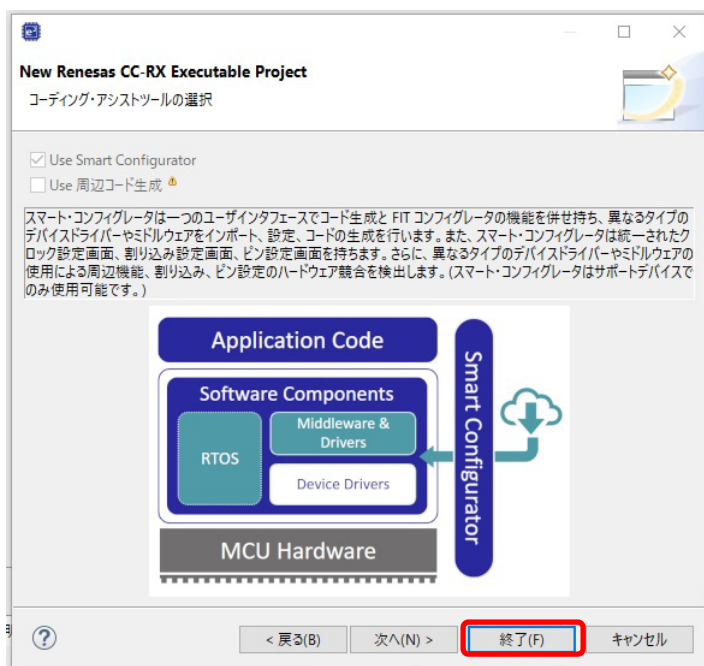 New Renesas CC-RX Executable Project
コーディング・アシストツールの選択
Use Smart Configurator
Use 周辺コード生成
スマート・コンフィグレータは一つのユーザインタフェースでコード生成と FIT コンフィグレータの機能を併せ持ち、異なるタイプの
デバイスドライバーやミドルウェアをインポート、設定、コードの生成を行います。また、スマート・コンフィグレータは統一されたク
ロック設定画面、割り込み設定画面、ピン設定画面を持ちます。さらに、異なるタイプのデバイスドライバーやミドルウェアの
使用による周辺機能、割り込み、ピン設定のハードウェア競合を検出します。(スマート・コンフィグレータはサポートデバイスで
のみ使用可能です。)
Application Code
Software Components
RTOS
Middleware &
Drivers
Device Drivers
MCU Hardware
Smart Configurator
< 戻る(B)
次へ(N) >
終了(F)
キャンセル